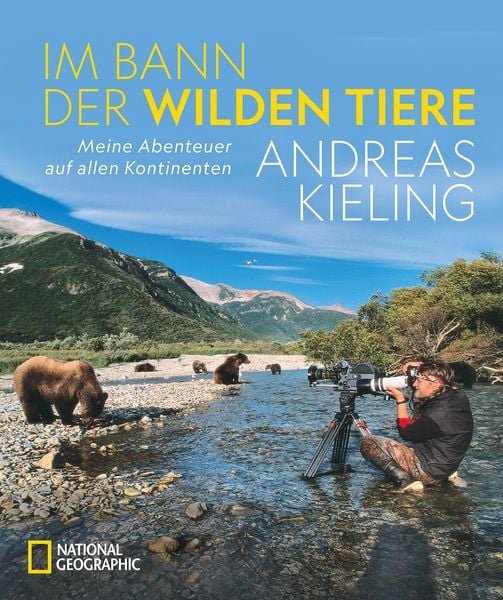 IM BANN
DER WILDEN TIERE
Meine Abenteuer
auf allen Kontinenten
ANDREAS
KIELING
NATIONAL
GEOGRAPHIC